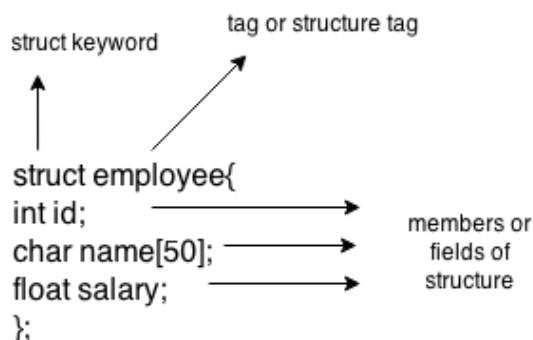 tag or structure tag
struct keyword
struct employee{
int id;
char name[50];
float salary;
};
members or
fields of
structure